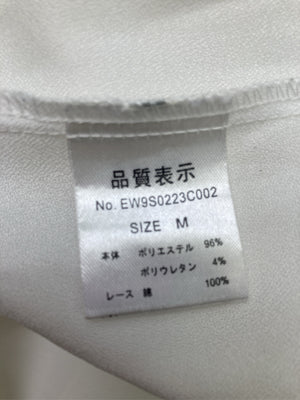 品質表示
No. EW9S0223C002
SIZE M
本体 ポリエステル 96%
ポリウレタン 4%
レース 綿 100%